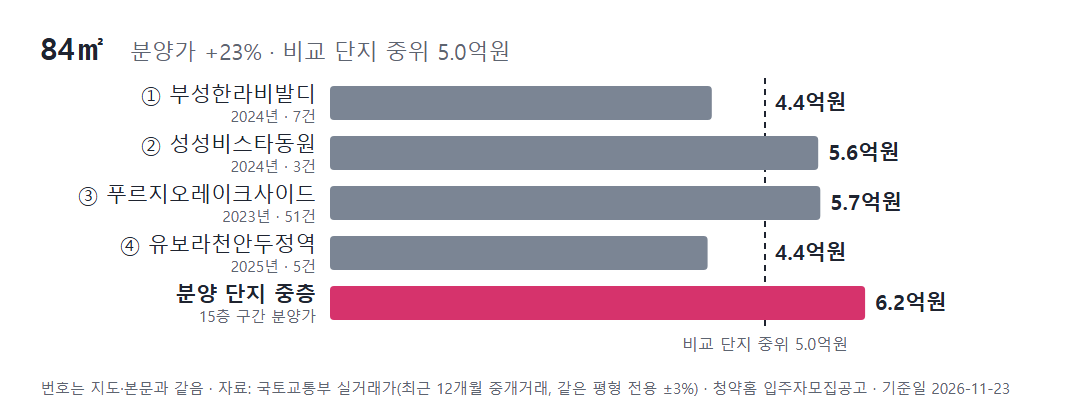 84㎡ 분양가 +23% · 비교 단지 중위 5.0억원
① 부성한라비발디
2024년 · 7건
4.4억원
② 성성비스타동원
2024년 · 3건
5.6억원
③ 푸르지오레이크사이드
2023년 · 51건
5.7억원
④ 유보라천안두정역
2025년 · 5건
4.4억원
분양 단지 중층
15층 구간 분양가
6.2억원
비교 단지 중위 5.0억원
번호는 지도·본문과 같음 · 자료: 국토교통부 실거래가(최근 12개월 중개거래, 같은 평형 전용 ±3%) · 청약홈 입주자모집공고 · 기준일 2026-11-23